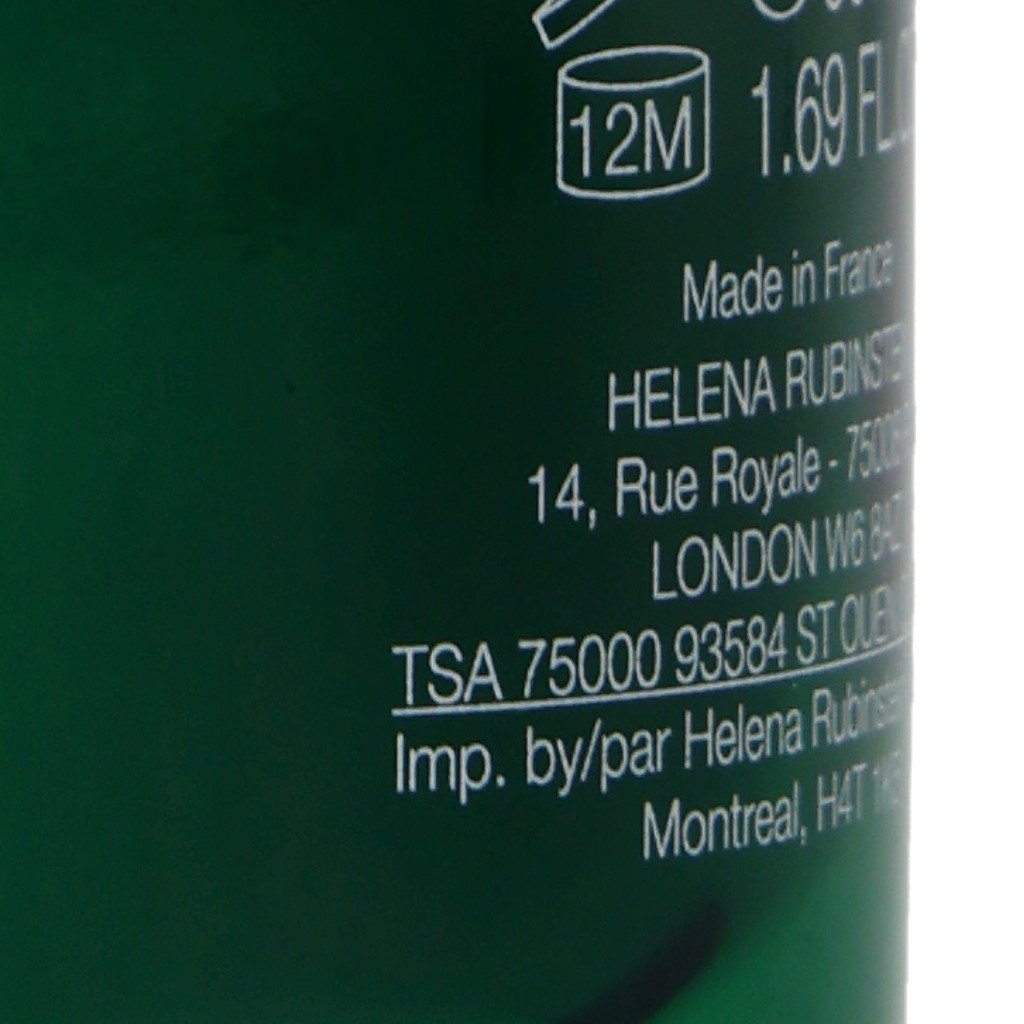 12M
1.69 FL.
Made in France
HELENA
14, Rue Royale -
LONDON W6
TSA 75000 93584 ST
Imp. by/par Helena
Montreal, H4T